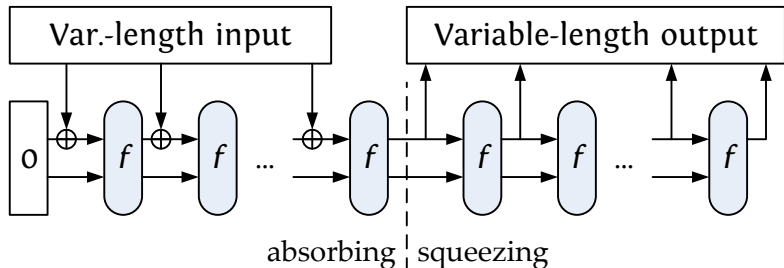 Var.-length input
Variable-length output
0
f
f
...
f
f
f
...
f
absorbing
squeezing